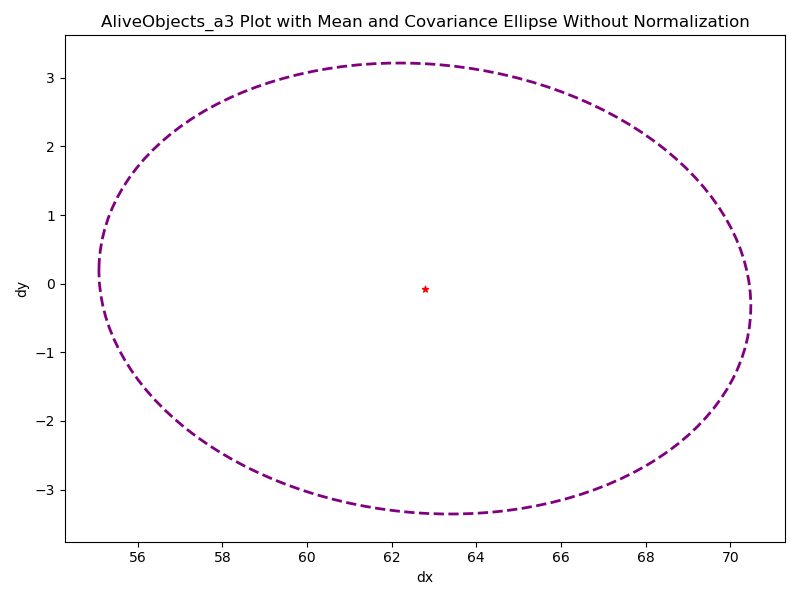 AliveObjects_a3 Plot with Mean and Covariance Ellipse Without Normalization
3
2
1
0
−1
−2
−3
dy
56 58 60 62 64 66 68 70
dx